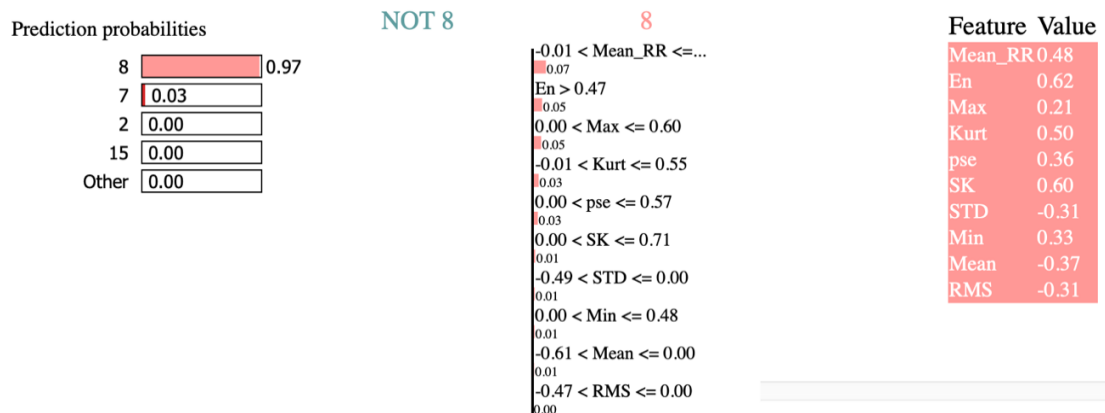 Prediction probabilities
8 0.97
7 0.03
2 0.00
15 0.00
Other 0.00
NOT 8 8
-0.01 < Mean_RR <=...
0.07
En > 0.47
0.05
0.00 < Max <= 0.60
0.05
-0.01 < Kurt <= 0.55
0.03
0.00 < pse <= 0.57
0.03
0.00 < SK <= 0.71
0.01
-0.49 < STD <= 0.00
0.01
0.00 < Min <= 0.48
0.01
-0.61 < Mean <= 0.00
0.01
-0.47 < RMS <= 0.00
0.00
Feature Value
Mean_RR 0.48
En 0.62
Max 0.21
Kurt 0.50
pse 0.36
SK 0.60
STD -0.31
Min 0.33
Mean -0.37
RMS -0.31